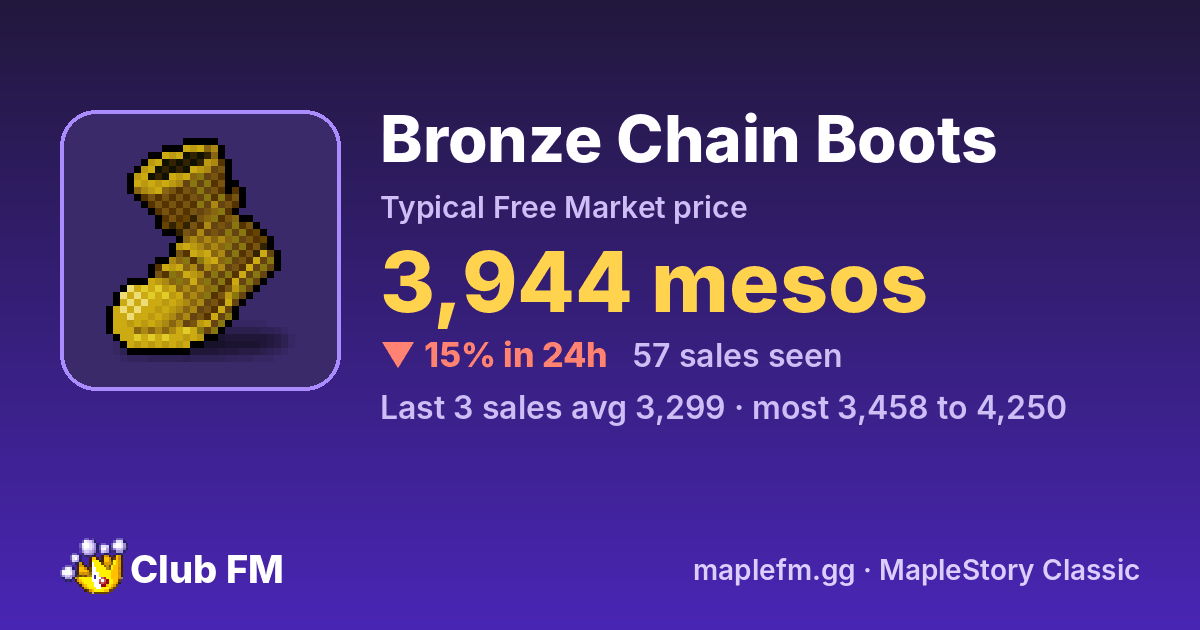 Bronze Chain Boots
Typical Free Market price
3,944 mesos
▼ 15% in 24h 57 sales seen
Last 3 sales avg 3,299 · most 3,458 to 4,250
Club FM
maplefm.gg · MapleStory Classic